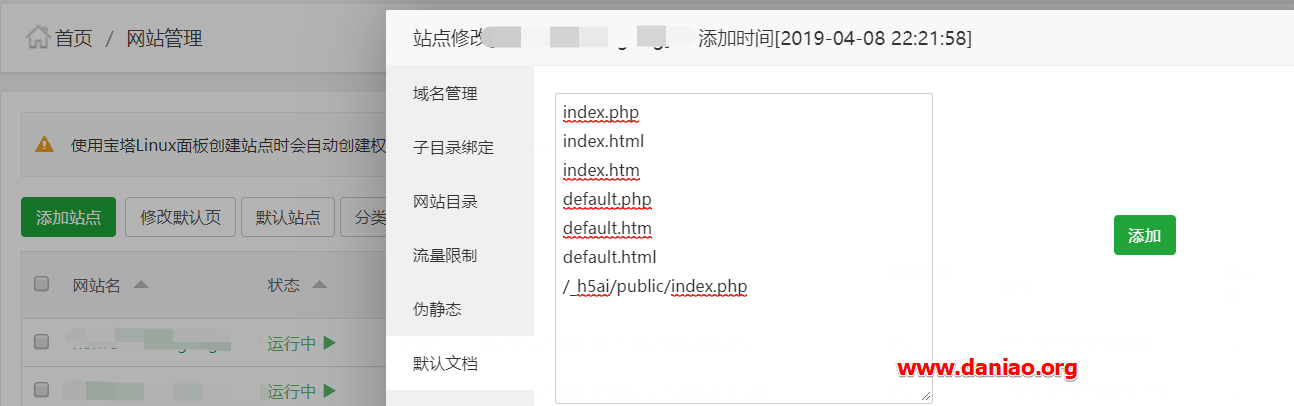 首页 / 网站管理
使用宝塔Linux面板创建站点时会自动创建权
添加站点 修改默认页 默认站点 分类
网站名 状态
运行中
运行中
站点修改 添加时间[2019-04-08 22:21:58]
域名管理
子目录绑定
网站目录
流量限制
伪静态
默认文档
index.php
index.html
index.htm
default.php
default.htm
default.html
/_h5ai/public/index.php
添加
www.daniao.org